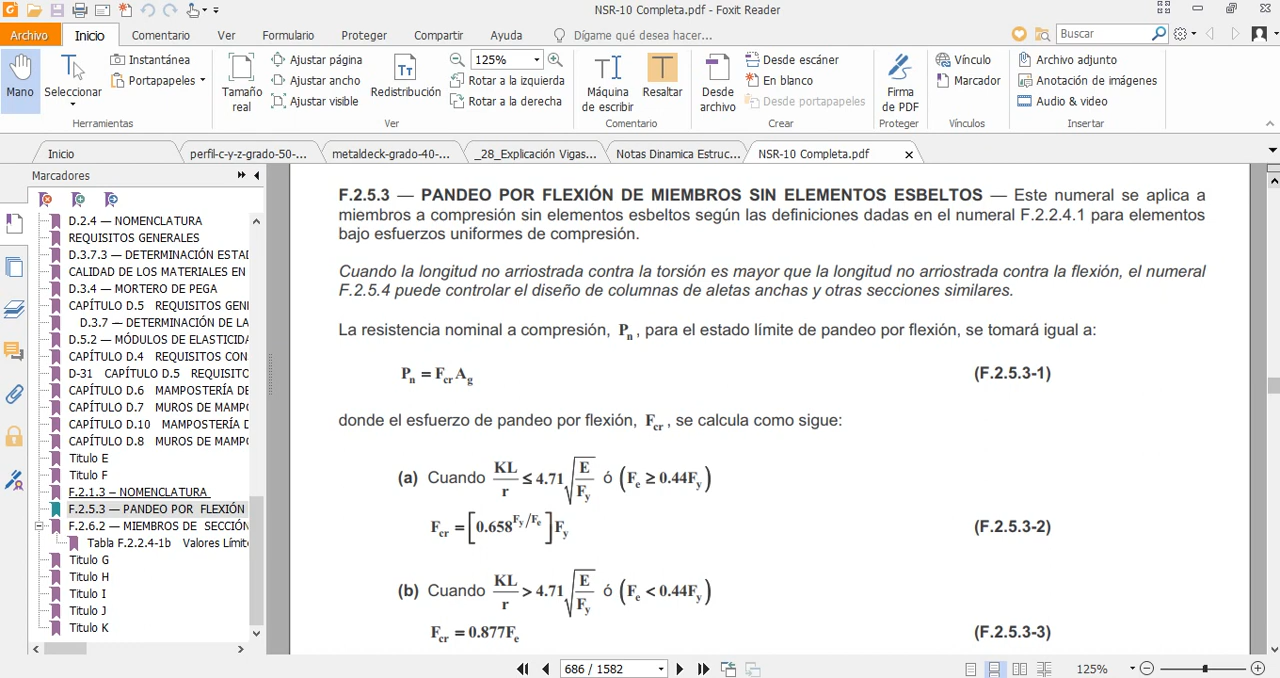 NSR-10 Completa.pdf - Foxit Reader
Archivo Inicio Comentario Ver Formulario Proteger Compartir Ayuda Dígame qué desea hacer... Buscar
Mano
Seleccionar
Instantánea
Portapapeles
Herramientas
Tamaño
real
Ajustar página
Ajustar ancho
Ajustar visible
Redistribución
125%
Rotar a la izquierda
Rotar a la derecha
Ver
Máquina
de escribir
Resaltar
Comentario
Desde
archivo
Desde escáner
En blanco
Desde portapapeles
Crear
Firma
de PDF
Proteger
Vínculo
Marcador
Vínculos
Archivo adjunto
Anotación de imágenes
Audio & video
Insertar
Inicio perfil-c-y-z-grado-50-... metaldeck-grado-40-... _28_Explicación Vigas... Notas Dinamica Estruc... NSR-10 Completa.pdf
Marcadores
D.2.4 — NOMENCLATURA
REQUISITOS GENERALES
D.3.7.3 — DETERMINACIÓN ESTAD
CALIDAD DE LOS MATERIALES EN
D.3.4 — MORTERO DE PEGA
CAPÍTULO D.5 REQUISITOS GENE
D.3.7 — DETERMINACIÓN DE LA
D.5.2 — MÓDULOS DE ELASTICIDA
CAPÍTULO D.4 REQUISITOS CON
D-31 CAPÍTULO D.5 REQUISITO
CAPÍTULO D.6 MAMPOSTERÍA DE
CAPÍTULO D.7 MUROS DE MAMPO
CAPÍTULO D.10 MAMPOSTERÍA D
CAPÍTULO D.8 MUROS DE MAMPO
Titulo E
Titulo F
F.2.1.3 – NOMENCLATURA
F.2.5.3 — PANDEO POR FLEXIÓN
F.2.6.2 — MIEMBROS DE SECCIÓN
Tabla F.2.2.4-1b Valores Límite
Titulo G
Titulo H
Titulo I
Titulo J
Titulo K
F.2.5.3 — PANDEO POR FLEXIÓN DE MIEMBROS SIN ELEMENTOS ESBELTOS — Este numeral se aplica a
miembros a compresión sin elementos esbeltos según las definiciones dadas en el numeral F.2.2.4.1 para elementos
bajo esfuerzos uniformes de compresión.
Cuando la longitud no arriostrada contra la torsión es mayor que la longitud no arriostrada contra la flexión, el numeral
F.2.5.4 puede controlar el diseño de columnas de aletas anchas y otras secciones similares.
La resistencia nominal a compresión, Pn, para el estado límite de pandeo por flexión, se tomará igual a:
Pn = Fcr Ag (F.2.5.3-1)
donde el esfuerzo de pandeo por flexión, Fcr, se calcula como sigue:
(a) Cuando KL/r ≤ 4.71√(E/Fy) ó (Fe ≥ 0.44Fy)
Fcr = [0.658^(Fy/Fe)] Fy (F.2.5.3-2)
(b) Cuando KL/r > 4.71√(E/Fy) ó (Fe < 0.44Fy)
Fcr = 0.877Fe (F.2.5.3-3)
686 / 1582 125%